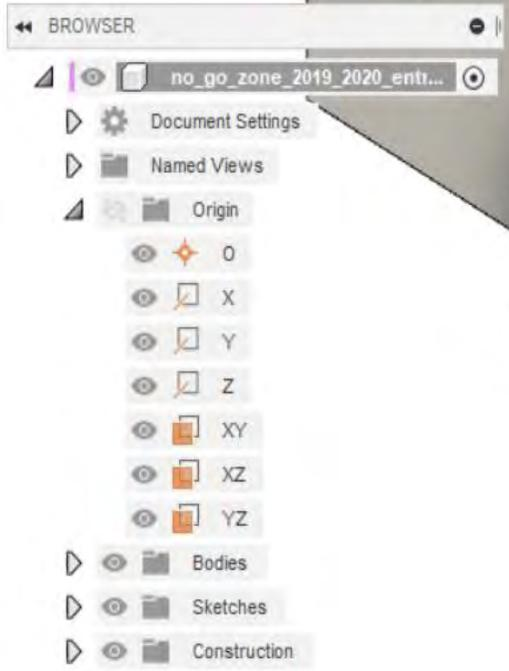 BROWSER
no_go_zone_2019_2020_entr...
Document Settings
Named Views
Origin
O
X
Y
Z
XY
XZ
YZ
Bodies
Sketches
Construction